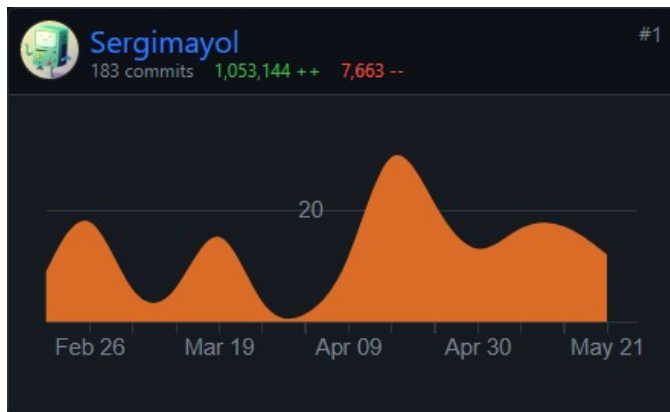 Sergimayol
#1
183 commits 1,053,144 ++ 7,663 --
20
Feb 26 Mar 19 Apr 09 Apr 30 May 21